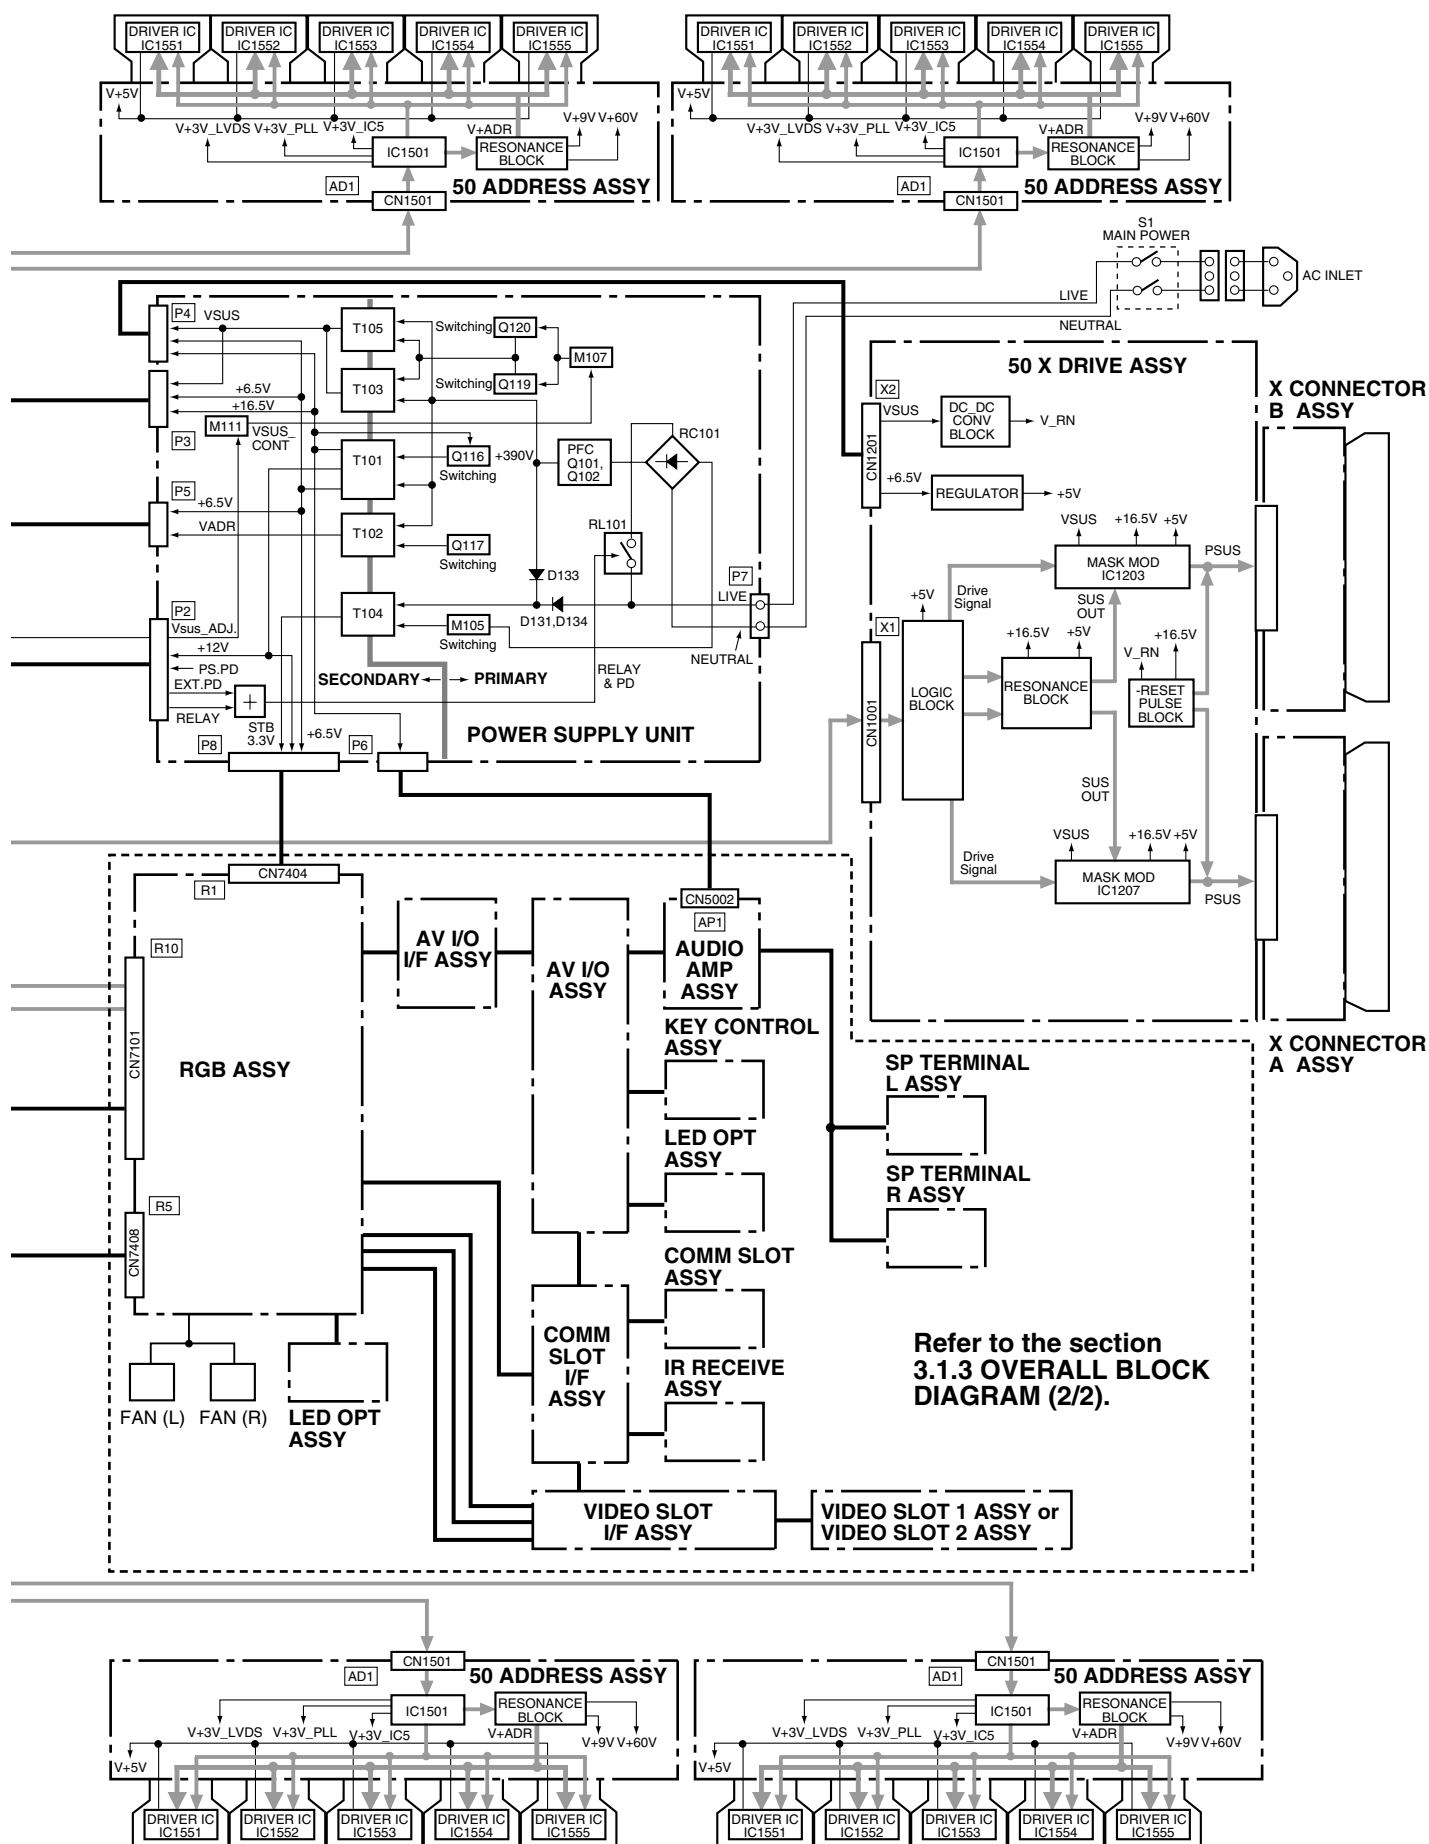 DRIVER IC
IC1551
DRIVER IC
IC1552
DRIVER IC
IC1553
DRIVER IC
IC1554
DRIVER IC
IC1555
V+5V
V+3V_LVDS
V+3V_PLL
V+3V_IC5
V+ADR
V+9V
V+60V
IC1501
RESONANCE
BLOCK
AD1
CN1501
50 ADDRESS ASSY
DRIVER IC
IC1551
DRIVER IC
IC1552
DRIVER IC
IC1553
DRIVER IC
IC1554
DRIVER IC
IC1555
V+5V
V+3V_LVDS
V+3V_PLL
V+3V_IC5
V+ADR
V+9V
V+60V
IC1501
RESONANCE
BLOCK
AD1
CN1501
50 ADDRESS ASSY
S1
MAIN POWER
AC INLET
LIVE
NEUTRAL
P4
VSUS
T105
Switching
Q120
M107
T103
Switching
Q119
+6.5V
+16.5V
M111
VSUS_
CONT
P3
T101
Q116
Switching
+390V
PFC
Q101,
Q102
RC101
P5
+6.5V
VADR
T102
Q117
Switching
RL101
D133
P7
LIVE
P2
Vsus_ADJ.
T104
M105
Switching
D131,D134
NEUTRAL
+12V
PS.PD
EXT.PD
RELAY
+
SECONDARY
PRIMARY
RELAY
& PD
STB
3.3V
+6.5V
P8
P6
POWER SUPPLY UNIT
50 X DRIVE ASSY
X2
VSUS
CN1201
DC_DC
CONV
BLOCK
V_RN
+6.5V
REGULATOR
+5V
VSUS
+16.5V
+5V
MASK MOD
IC1203
PSUS
Drive
Signal
SUS
OUT
+5V
X1
CN1001
LOGIC
BLOCK
+16.5V
+5V
RESONANCE
BLOCK
+16.5V
V_RN
-RESET
PULSE
BLOCK
SUS
OUT
VSUS
+16.5V
+5V
Drive
Signal
MASK MOD
IC1207
PSUS
X CONNECTOR
B ASSY
X CONNECTOR
A ASSY
CN7404
R1
R10
CN7101
RGB ASSY
R5
CN7408
AV I/O
I/F ASSY
AV I/O
ASSY
CN5002
AP1
AUDIO
AMP
ASSY
KEY CONTROL
ASSY
LED OPT
ASSY
SP TERMINAL
L ASSY
SP TERMINAL
R ASSY
COMM SLOT
ASSY
COMM
SLOT
I/F
ASSY
IR RECEIVE
ASSY
FAN (L)
FAN (R)
LED OPT
ASSY
Refer to the section
3.1.3 OVERALL BLOCK
DIAGRAM (2/2).
VIDEO SLOT
I/F ASSY
VIDEO SLOT 1 ASSY or
VIDEO SLOT 2 ASSY
CN1501
AD1
50 ADDRESS ASSY
IC1501
RESONANCE
BLOCK
V+3V_LVDS
V+3V_PLL
V+3V_IC5
V+ADR
V+9V
V+60V
V+5V
DRIVER IC
IC1551
DRIVER IC
IC1552
DRIVER IC
IC1553
DRIVER IC
IC1554
DRIVER IC
IC1555
CN1501
AD1
50 ADDRESS ASSY
IC1501
RESONANCE
BLOCK
V+3V_LVDS
V+3V_PLL
V+3V_IC5
V+ADR
V+9V
V+60V
V+5V
DRIVER IC
IC1551
DRIVER IC
IC1552
DRIVER IC
IC1553
DRIVER IC
IC1554
DRIVER IC
IC1555